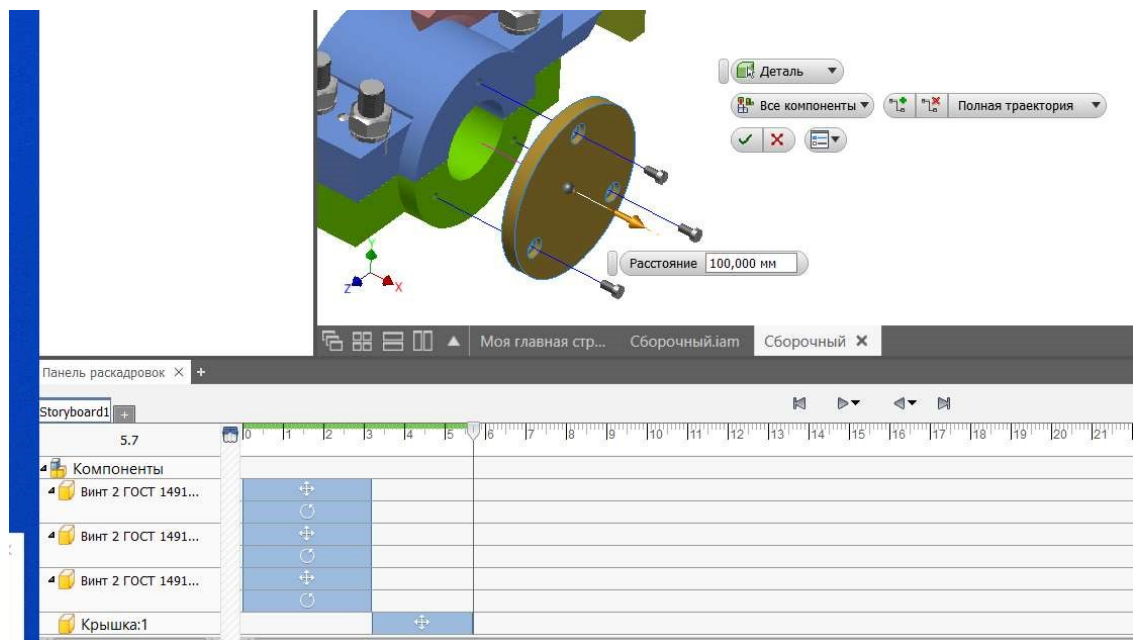 Деталь
Все компоненты
Полная траектория
Расстояние 100,000 мм
Y
Z
X
Моя главная стр... Сборочный.iam Сборочный
Панель раскадровок
Storyboard1
5.7
0 1 2 3 4 5 6 7 8 9 10 11 12 13 14 15 16 17 18 19 20 21
Компоненты
Винт 2 ГОСТ 1491...
Винт 2 ГОСТ 1491...
Винт 2 ГОСТ 1491...
Крышка:1